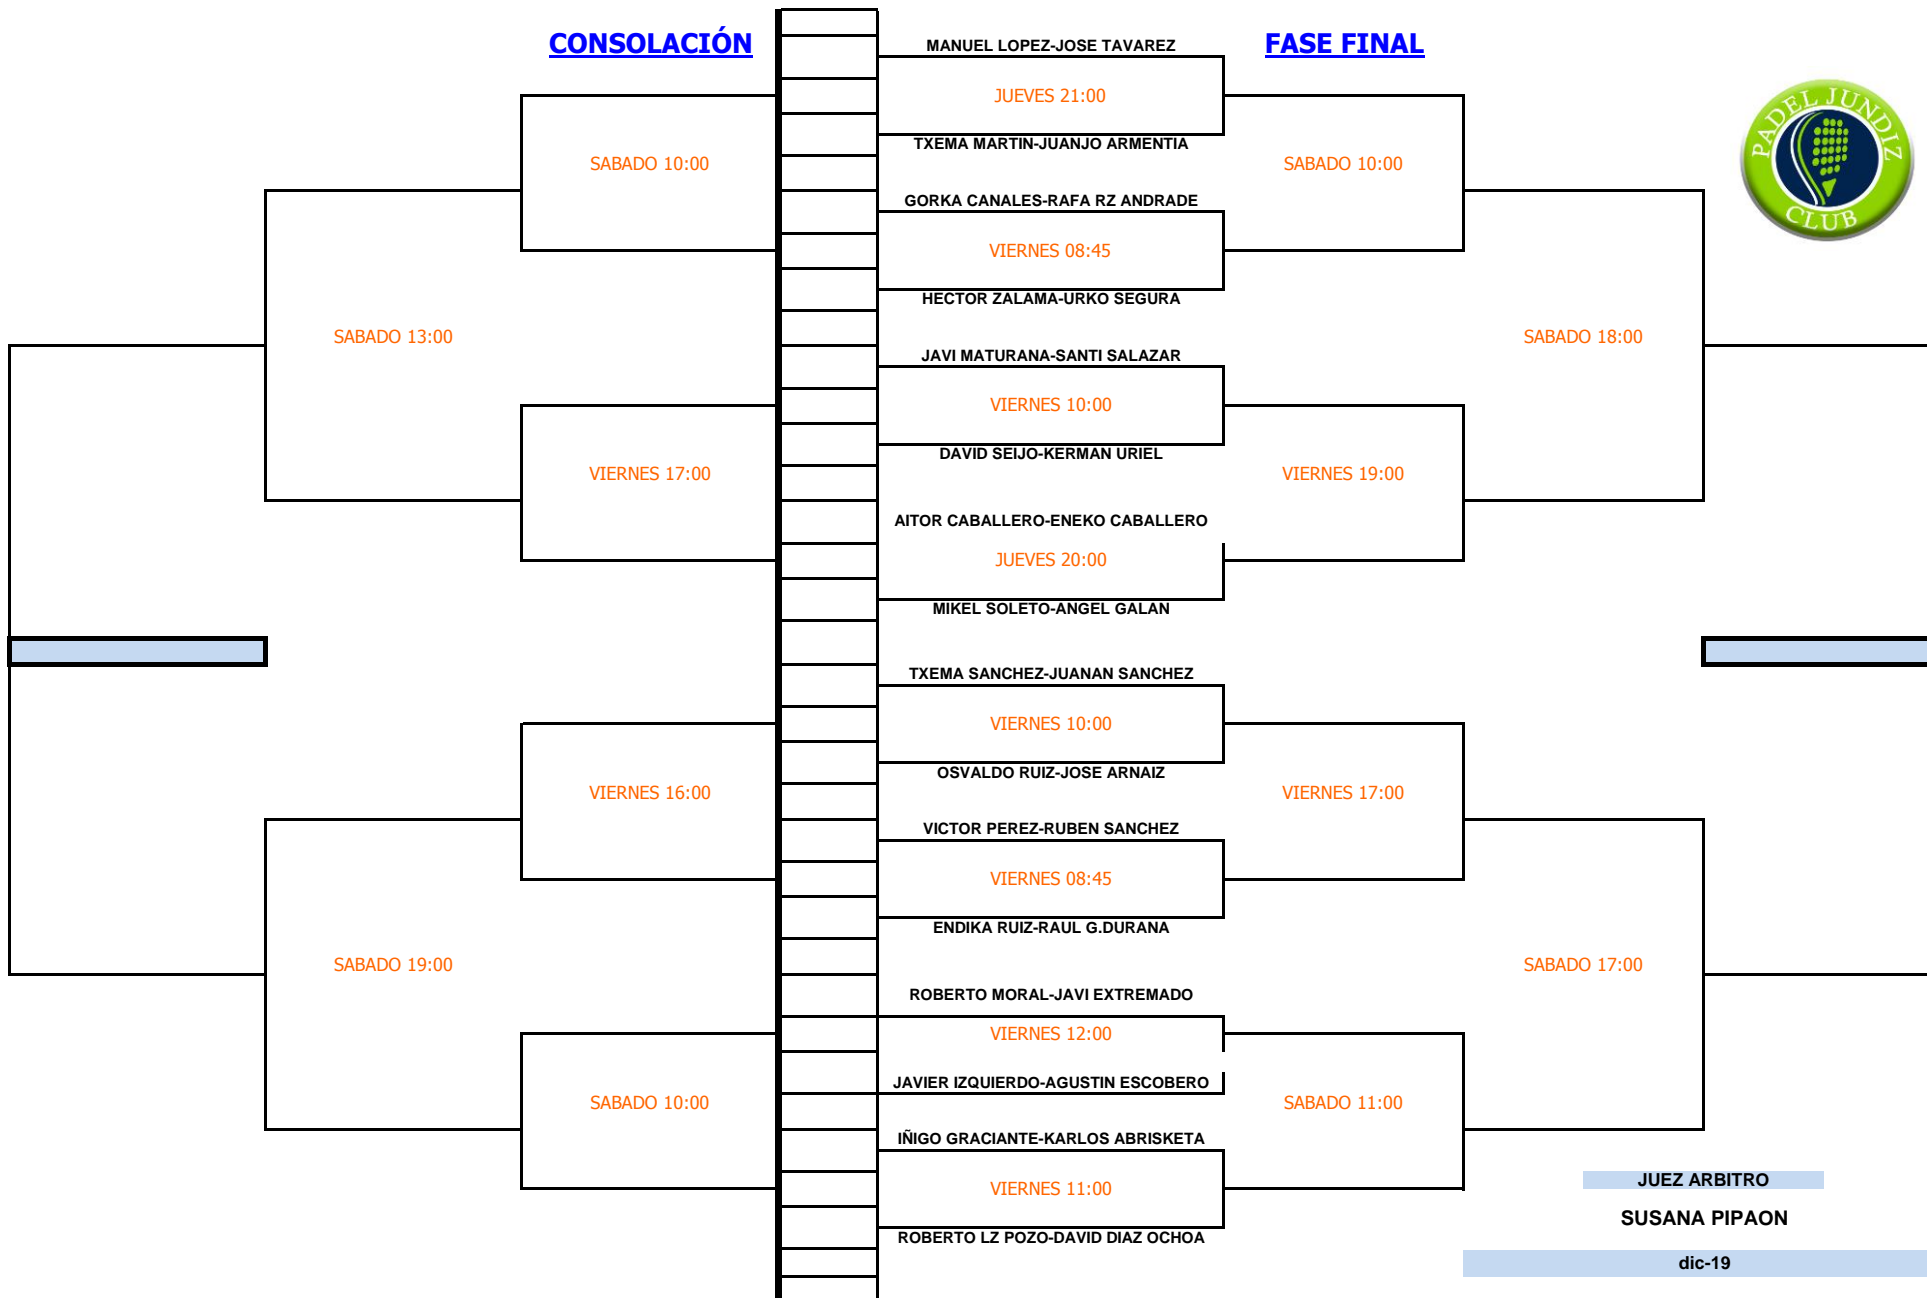 CONSOLACIÓN
FASE FINAL
MANUEL LOPEZ-JOSE TAVAREZ
JUEVES 21:00
TXEMA MARTIN-JUANJO ARMENTIA
SABADO 10:00
SABADO 10:00
PADEL JUNDIZ
CLUB
GORKA CANALES-RAFA RZ ANDRADE
VIERNES 08:45
HECTOR ZALAMA-URKO SEGURA
SABADO 13:00
SABADO 18:00
JAVI MATURANA-SANTI SALAZAR
VIERNES 10:00
DAVID SEIJO-KERMAN URIEL
VIERNES 17:00
VIERNES 19:00
AITOR CABALLERO-ENEKO CABALLERO
JUEVES 20:00
MIKEL SOLETO-ANGEL GALAN
TXEMA SANCHEZ-JUANAN SANCHEZ
VIERNES 10:00
OSVALDO RUIZ-JOSE ARNAIZ
VIERNES 16:00
VIERNES 17:00
VICTOR PEREZ-RUBEN SANCHEZ
VIERNES 08:45
ENDIKA RUIZ-RAUL G.DURANA
SABADO 19:00
SABADO 17:00
ROBERTO MORAL-JAVI EXTREMADO
VIERNES 12:00
JAVIER IZQUIERDO-AGUSTIN ESCOBERO
SABADO 10:00
SABADO 11:00
IÑIGO GRACIANTE-KARLOS ABRISKETA
VIERNES 11:00
ROBERTO LZ POZO-DAVID DIAZ OCHOA
JUEZ ARBITRO
SUSANA PIPAON
dic-19